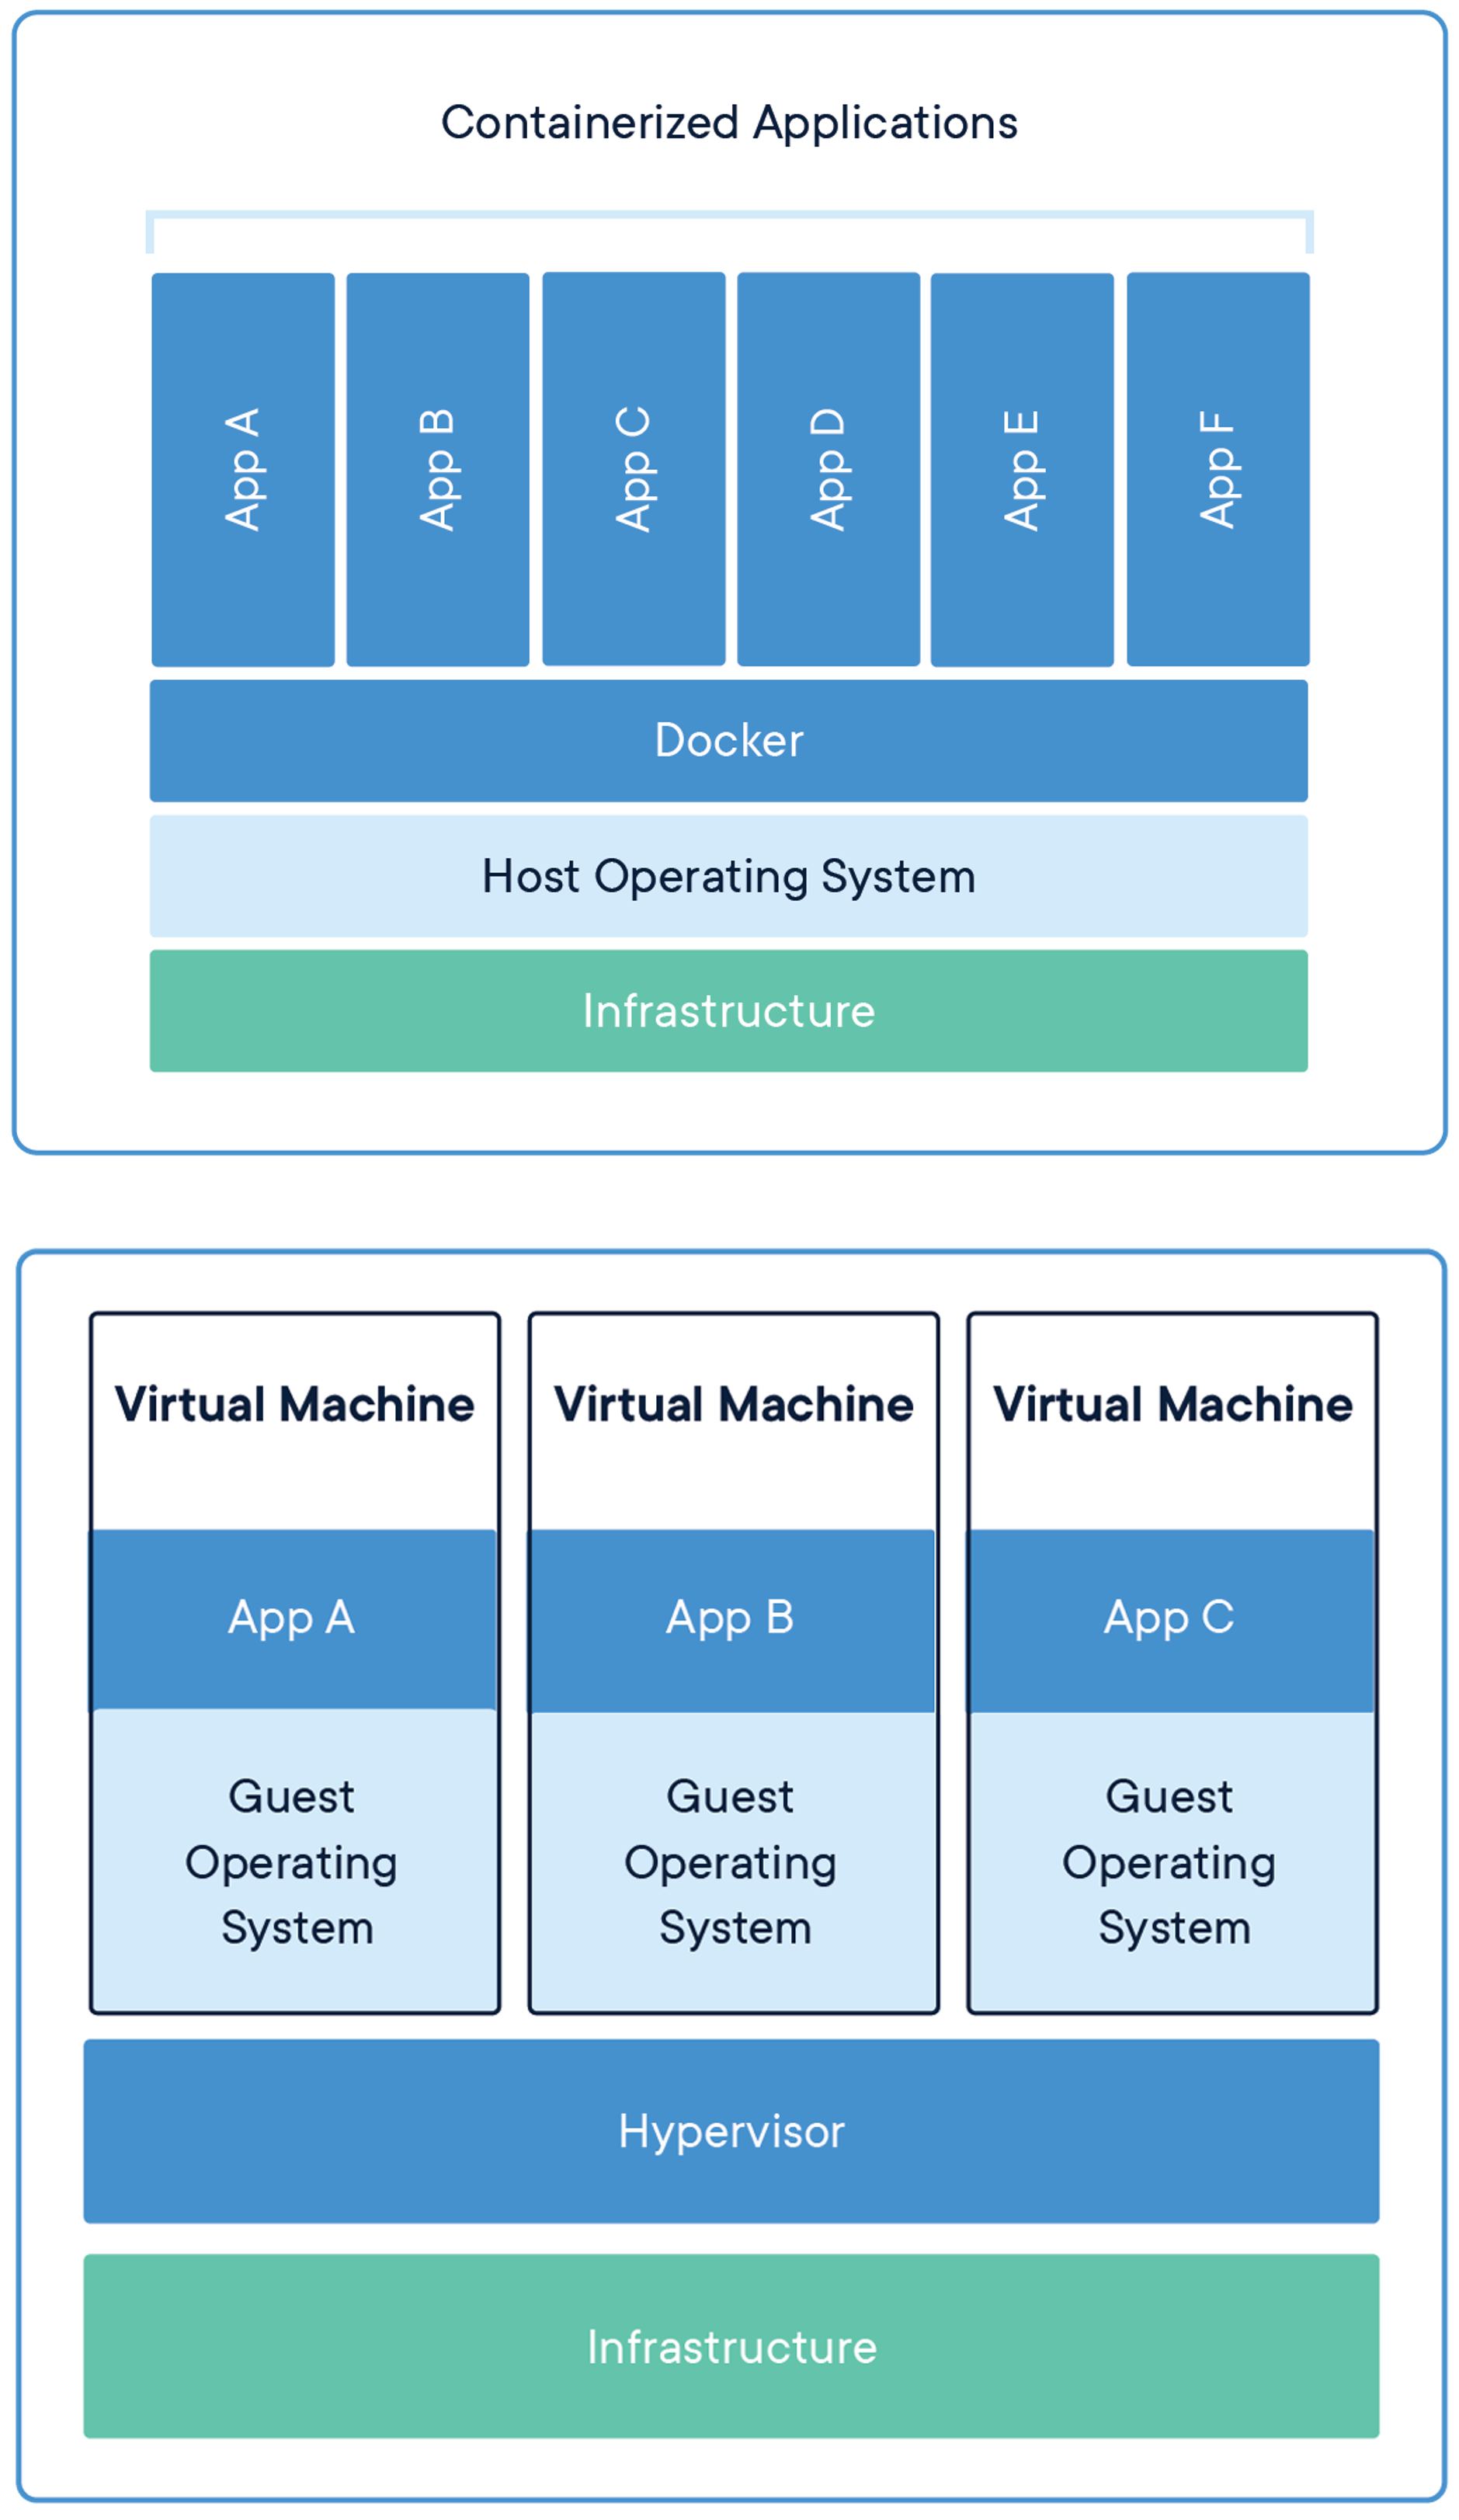 Containerized Applications
App A
App B
App C
App D
App E
App F
Docker
Host Operating System
Infrastructure
Virtual Machine
App A
Guest
Operating
System
Virtual Machine
App B
Guest
Operating
System
Virtual Machine
App C
Guest
Operating
System
Hypervisor
Infrastructure